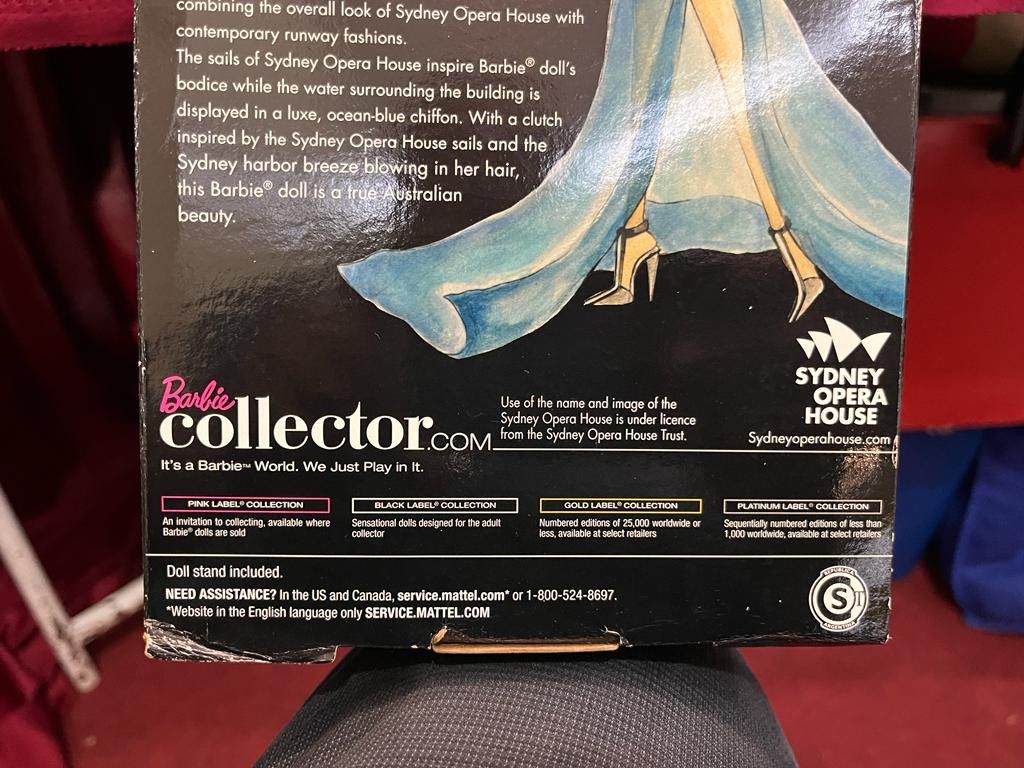 combining the overall look of Sydney Opera House with
contemporary runway fashions.
The sails of Sydney Opera House inspire Barbie® doll's
bodice while the water surrounding the building is
displayed in a luxe, ocean-blue chiffon. With a clutch
inspired by the Sydney Opera House sails and the
Sydney harbor breeze blowing in her hair,
this Barbie® doll is a true Australian
beauty.
SYDNEY
OPERA
HOUSE
Sydneyoperahouse.com
Use of the name and image of the
Sydney Opera House is under licence
from the Sydney Opera House Trust.
Barbie
collector.COM
It's a Barbie™ World. We Just Play in It.
PINK LABEL® COLLECTION
An invitation to collecting, available where
Barbie® dolls are sold
BLACK LABEL® COLLECTION
Sensational dolls designed for the adult
collector
GOLD LABEL® COLLECTION
Numbered editions of 25,000 worldwide or
less, available at select retailers
PLATINUM LABEL® COLLECTION
Sequentially numbered editions of less than
1,000 worldwide, available at select retailers
Doll stand included.
NEED ASSISTANCE? In the US and Canada, service.mattel.com* or 1-800-524-8697.
*Website in the English language only SERVICE.MATTEL.COM
REPUBLICA
S
ARGENTINA